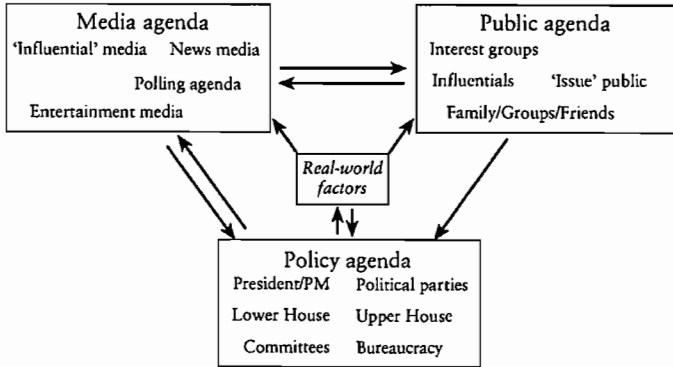 Media agenda
'Influential' media News media
Polling agenda
Entertainment media
Public agenda
Interest groups
Influentials 'Issue' public
Family/Groups/Friends
Real-world
factors
Policy agenda
President/PM Political parties
Lower House Upper House
Committees Bureaucracy